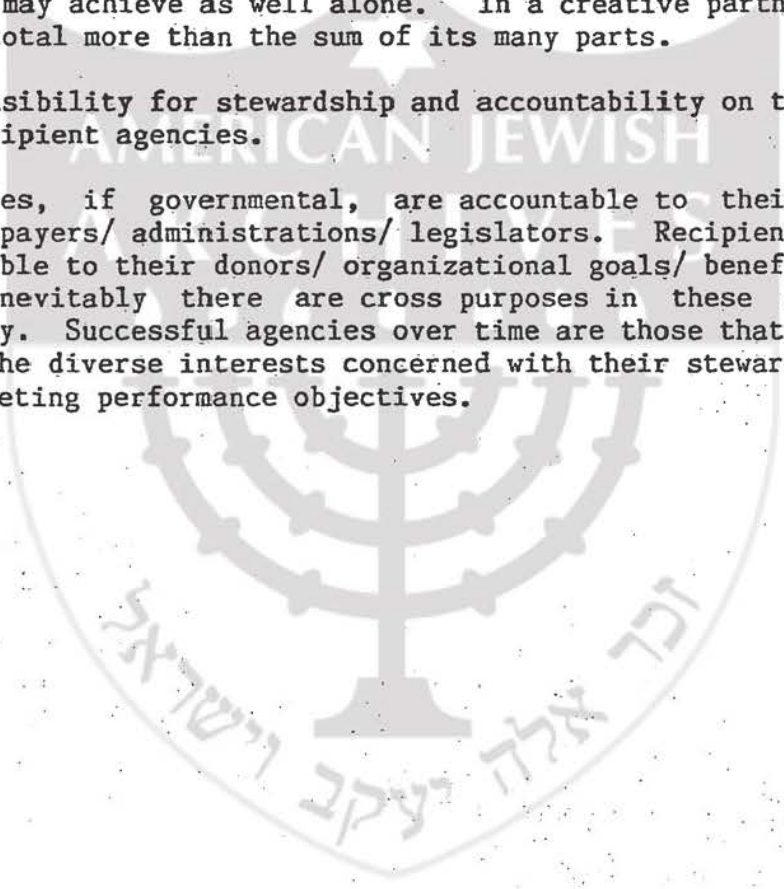 may achieve as well alone. In a creative partn
otal more than the sum of its many parts.
sibility for stewardship and accountability on t
ipient agencies.
AMERICAN JEWISH
ARCHIVES
es, if governmental, are accountable to thei
payers/ administrations/ legislators. Recipien
ble to their donors/ organizational goals/ benef
nevitably there are cross purposes in these
y. Successful agencies over time are those that
he diverse interests concerned with their stewar
eting performance objectives.
זכר אלה יעקב וישראל